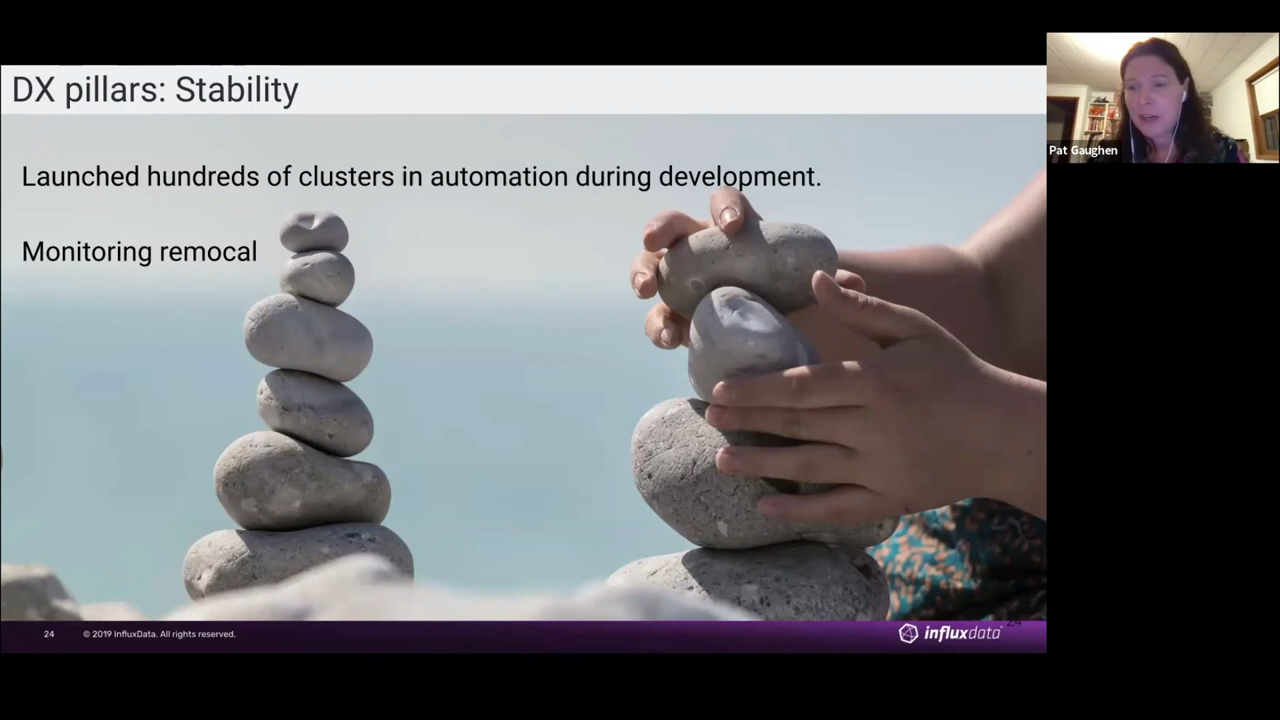 DX pillars: Stability
Pat Gaughen
Launched hundreds of clusters in automation during development.
Monitoring remocal
24
© 2019 InfluxData. All rights reserved.
influxdata
24